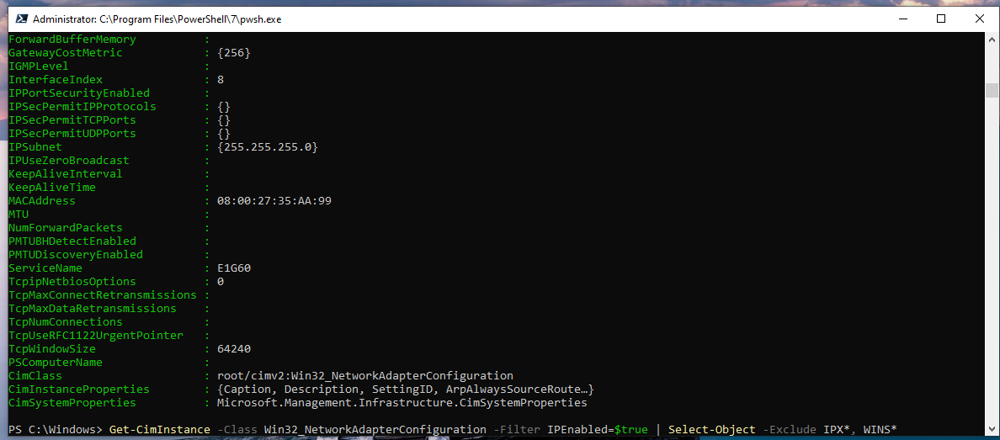 Administrator: C:\Program Files\PowerShell\7\pwsh.exe
ForwardBufferMemory :
GatewayCostMetric : {256}
IGMPLevel :
InterfaceIndex : 8
IPPortSecurityEnabled :
IPSecPermitIPProtocols : {}
IPSecPermitTCPPorts : {}
IPSecPermitUDPPorts : {}
IPSubnet : {255.255.255.0}
IPUseZeroBroadcast :
KeepAliveInterval :
KeepAliveTime :
MACAddress : 08:00:27:35:AA:99
MTU :
NumForwardPackets :
PMTUBHDetectEnabled :
PMTUDiscoveryEnabled :
ServiceName : E1G60
TcpipNetbiosOptions : 0
TcpMaxConnectRetransmissions :
TcpMaxDataRetransmissions :
TcpNumConnections :
TcpUseRFC1122UrgentPointer :
TcpWindowSize : 64240
PSComputerName :
CimClass : root/cimv2:Win32_NetworkAdapterConfiguration
CimInstanceProperties : {Caption, Description, SettingID, ArpAlwaysSourceRoute…}
CimSystemProperties : Microsoft.Management.Infrastructure.CimSystemProperties
PS C:\Windows> Get-CimInstance -Class Win32_NetworkAdapterConfiguration -Filter IPEnabled=$true | Select-Object -Exclude IPX*, WINS*